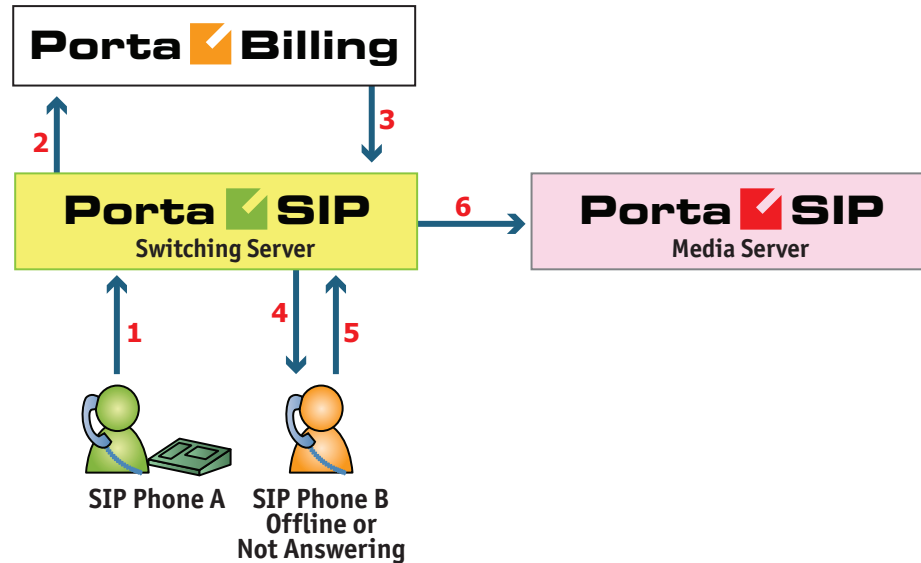 Porta Billing
2
3
Porta SIP
Switching Server
6
Porta SIP
Media Server
1
4
5
SIP Phone A
SIP Phone B
Offline or
Not Answering